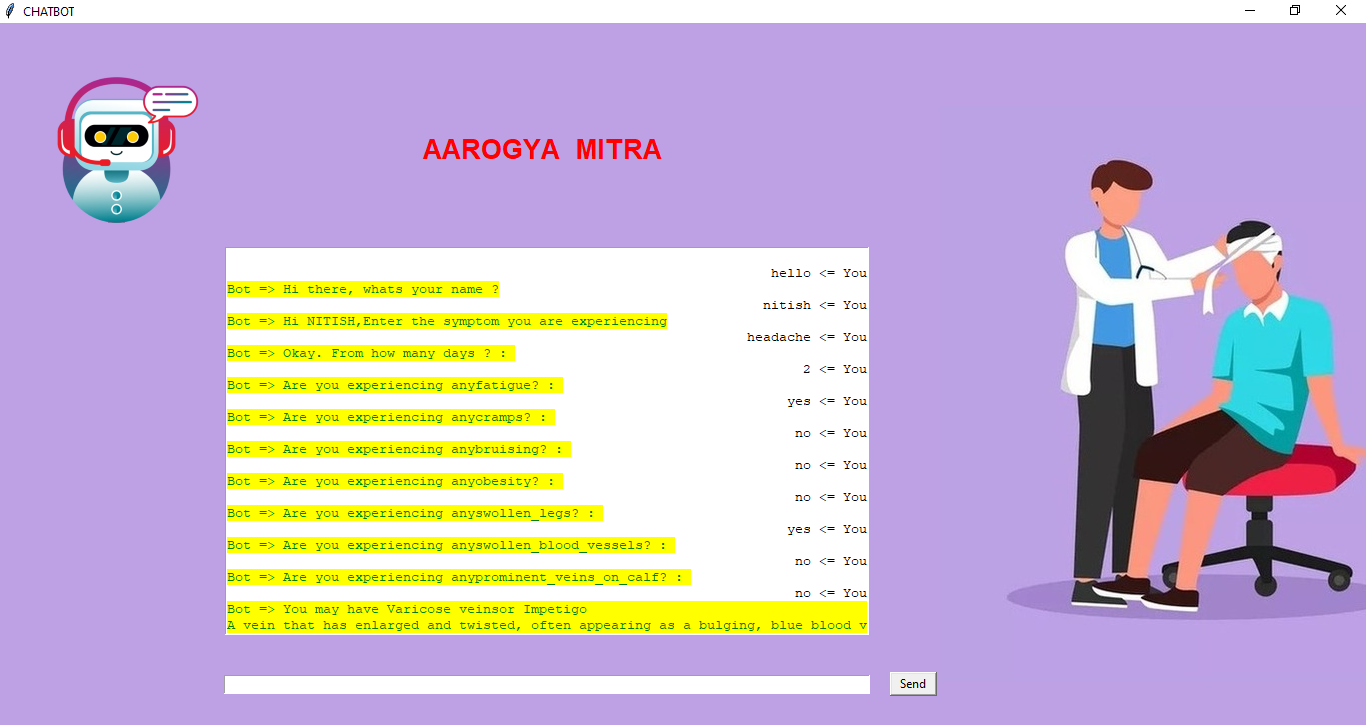 CHATBOT
AAROGYA MITRA
hello <= You
Bot => Hi there, whats your name ?
nitish <= You
Bot => Hi NITISH,Enter the symptom you are experiencing
headache <= You
Bot => Okay. From how many days ? :
2 <= You
Bot => Are you experiencing anyfatigue? :
yes <= You
Bot => Are you experiencing anycramps? :
no <= You
Bot => Are you experiencing anybruising? :
no <= You
Bot => Are you experiencing anyobesity? :
no <= You
Bot => Are you experiencing anyswollen_legs? :
yes <= You
Bot => Are you experiencing anyswollen_blood_vessels? :
no <= You
Bot => Are you experiencing anyprominent_veins_on_calf? :
no <= You
Bot => You may have Varicose veinsor Impetigo
A vein that has enlarged and twisted, often appearing as a bulging, blue blood v
Send